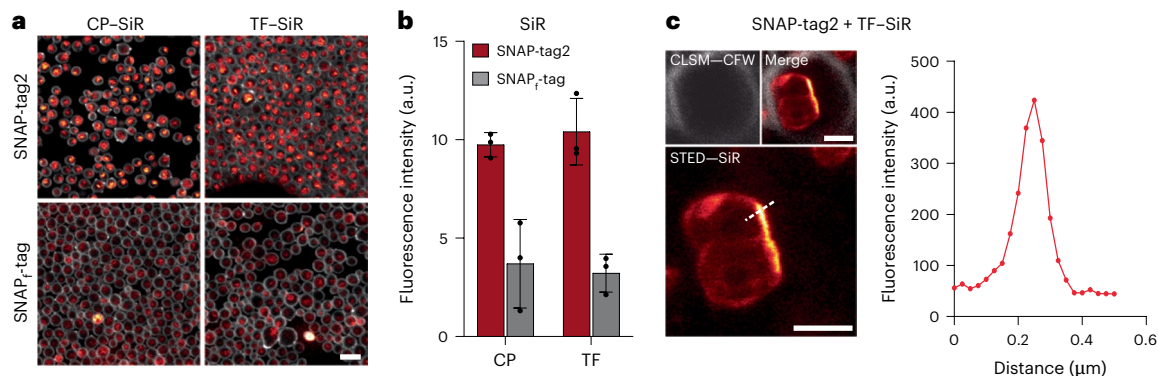 a
CP–SiR
TF–SiR
SNAP-tag2
SNAPf-tag
b
SiR
Fluorescence intensity (a.u.)
15
10
5
0
SNAP-tag2
SNAPf-tag
CP
TF
c
SNAP-tag2 + TF–SiR
CLSM—CFW
Merge
STED—SiR
Fluorescence intensity (a.u.)
500
400
300
200
100
0
0
0.2
0.4
0.6
Distance (μm)